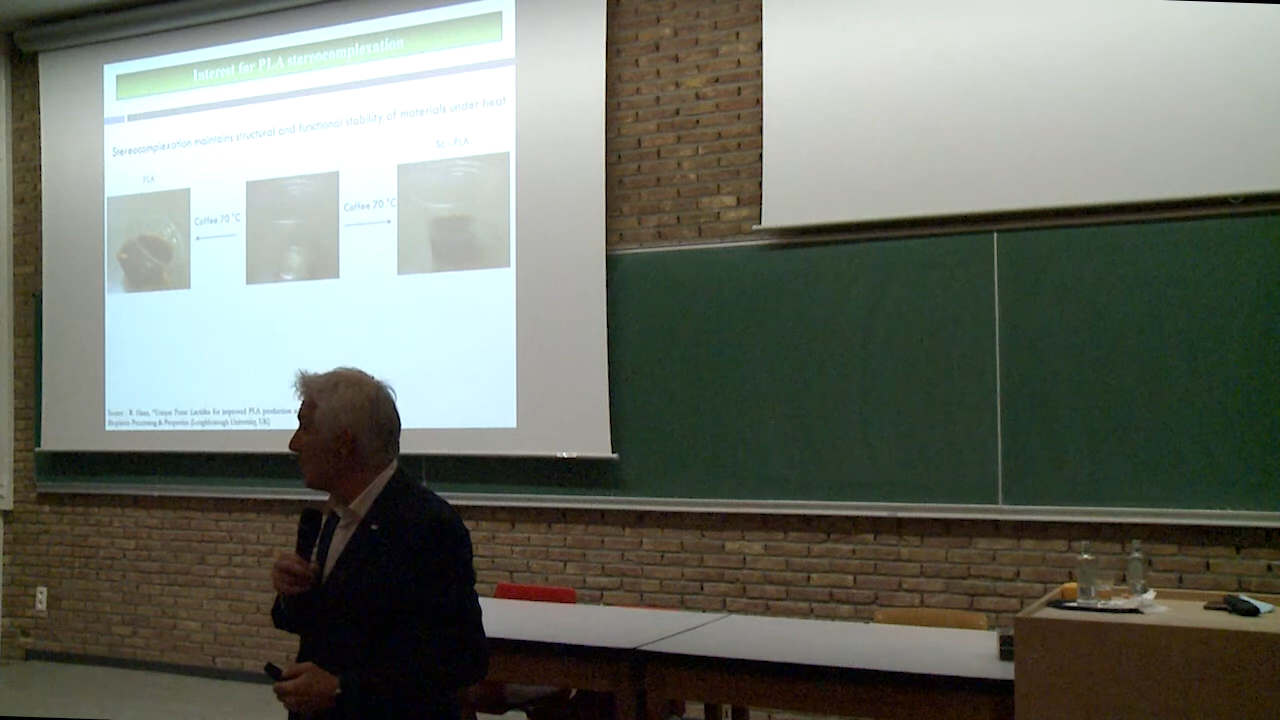 Interest for PLA stereocomplexation
Stereocomplexation maintains structural and functional stability of materials under heat
Sc - PLA
PLA
Coffee 70 °C
Coffee 70 °C
Source : R. "Unique Purac Lactides for improved PLA production
Bioplastic Processing & Properties (Loughborough University, UK)